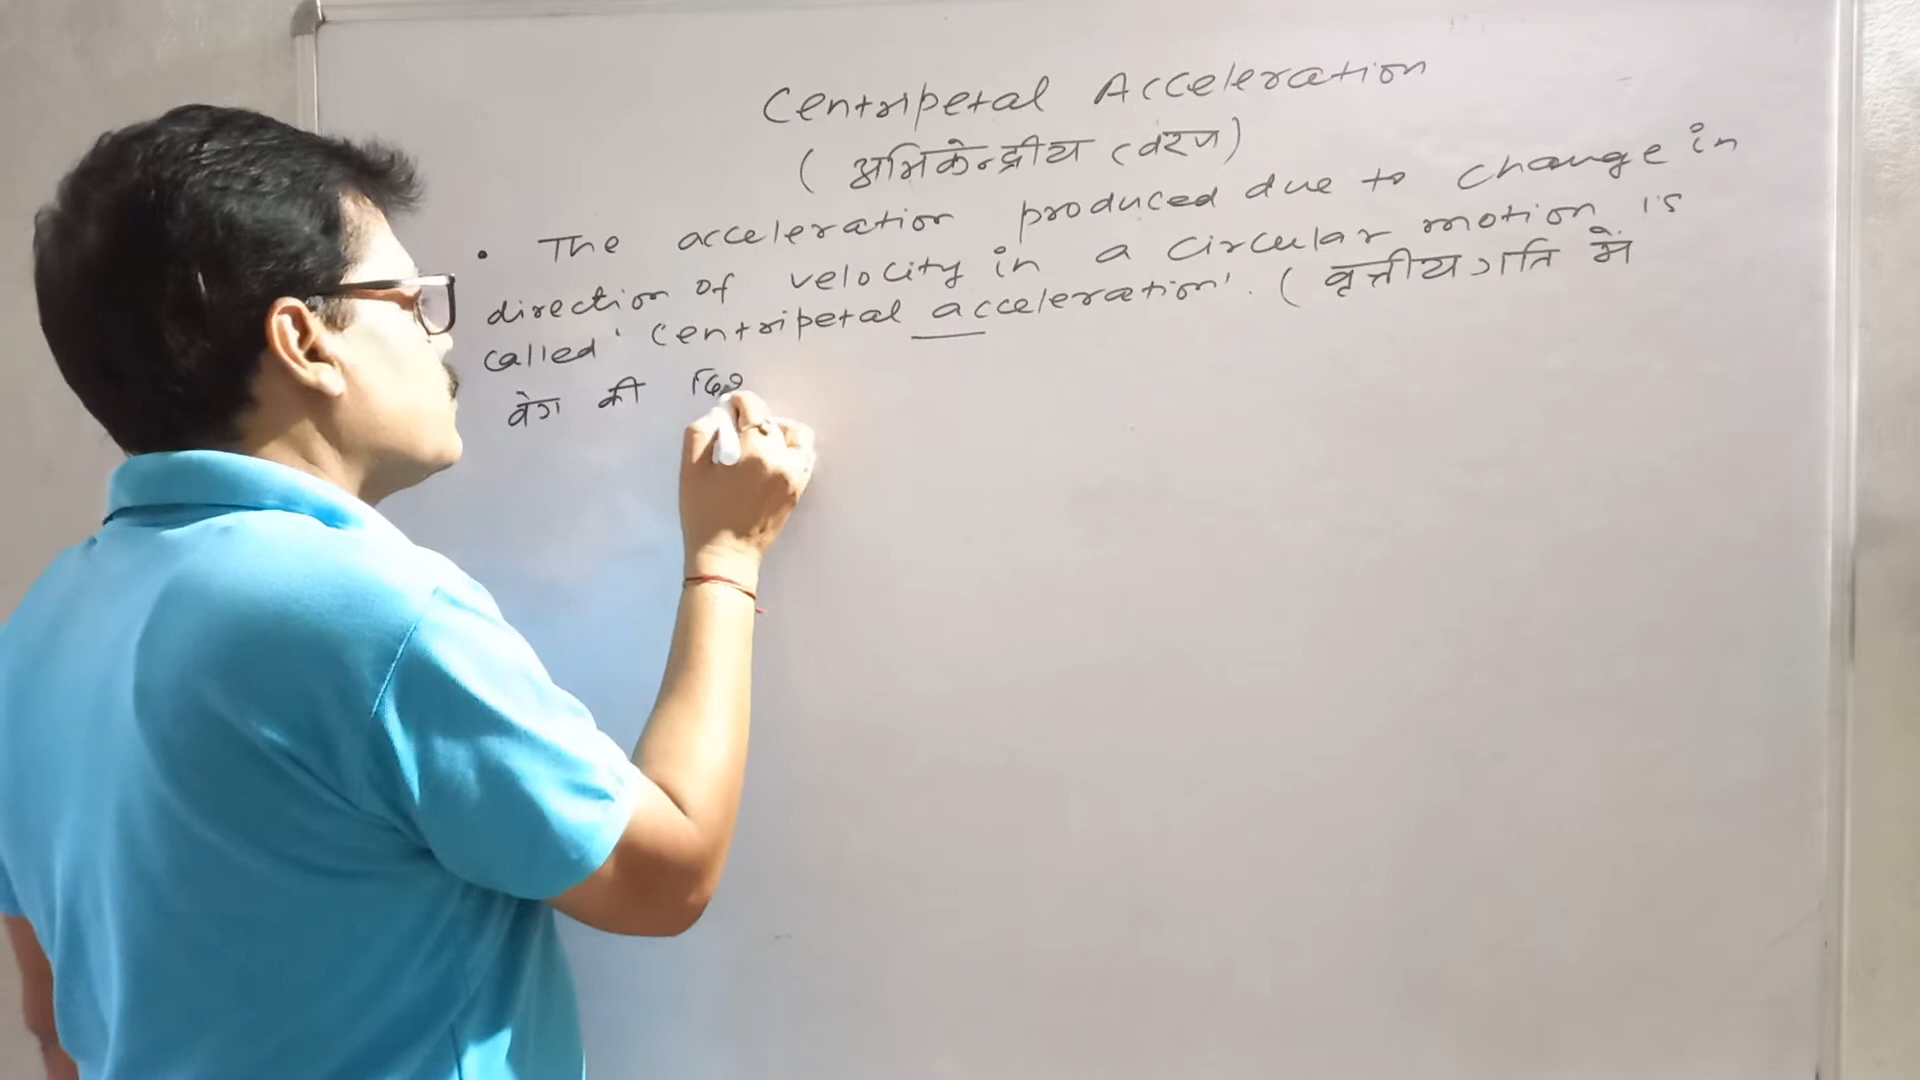 Centripetal Acceleration
( अभिकेन्द्रीय त्वरण)
• The acceleration produced due to change in
direction of velocity in a circular motion is
called 'centripetal acceleration'. ( वृत्तीय गति में
वेग की